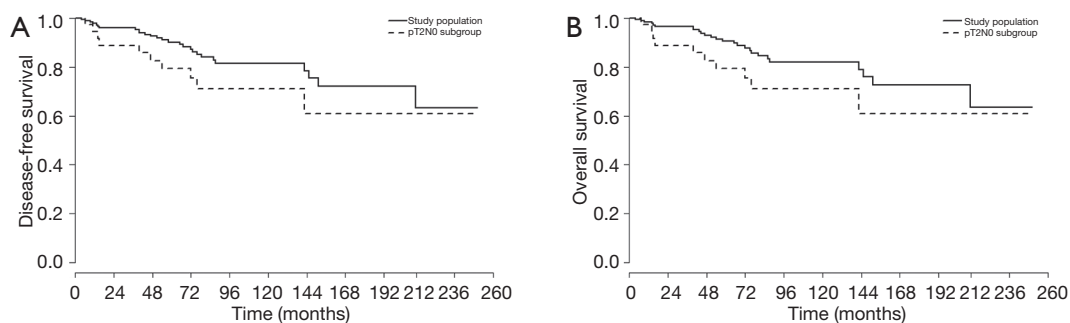 A
Disease-free survival
1.0
0.8
0.6
0.4
0.2
0.0
Study population
pT2N0 subgroup
0 24 48 72 96 120 144 168 192 212 236 260
Time (months)
B
Overall survival
1.0
0.8
0.6
0.4
0.2
0.0
Study population
pT2N0 subgroup
0 24 48 72 96 120 144 168 192 212 236 260
Time (months)